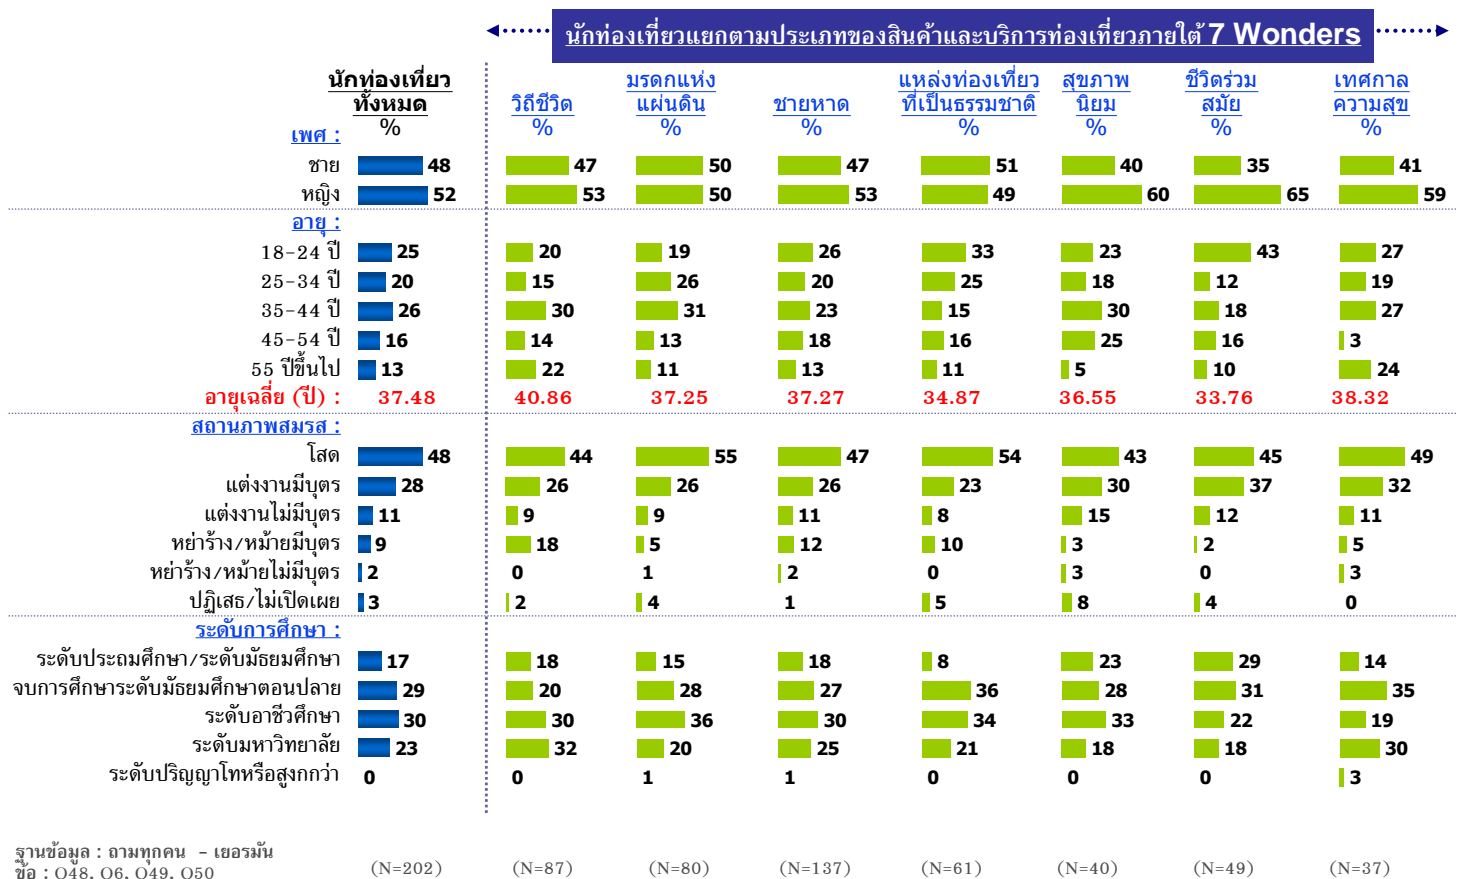 นักท่องเที่ยวแยกตามประเภทของสินค้าและบริการท่องเที่ยวภายใต้ 7 Wonders
นักท่องเที่ยว
ทั้งหมด
%
วิถีชีวิต
%
มรดกแห่ง
แผ่นดิน
%
ชายหาด
%
แหล่งท่องเที่ยว
ที่เป็นธรรมชาติ
%
สุขภาพ
นิยม
%
ชีวิตร่วม
สมัย
%
เทศกาล
ความสุข
%
เพศ :
ชาย 48 47 50 47 51 40 35 41
หญิง 52 53 50 53 49 60 65 59
อายุ :
18-24 ปี 25 20 19 26 33 23 43 27
25-34 ปี 20 15 26 20 25 18 12 19
35-44 ปี 26 30 31 23 15 30 18 27
45-54 ปี 16 14 13 18 16 25 16 3
55 ปีขึ้นไป 13 22 11 13 11 5 10 24
อายุเฉลี่ย (ปี) : 37.48 40.86 37.25 37.27 34.87 36.55 33.76 38.32
สถานภาพสมรส :
โสด 48 44 55 47 54 43 45 49
แต่งงานมีบุตร 28 26 26 26 23 30 37 32
แต่งงานไม่มีบุตร 11 9 9 11 8 15 12 11
หย่าร้าง/หม้ายมีบุตร 9 18 5 12 10 3 2 5
หย่าร้าง/หม้ายไม่มีบุตร 2 0 1 2 0 3 0 3
ปฏิเสธ/ไม่เปิดเผย 3 2 4 1 5 8 4 0
ระดับการศึกษา :
ระดับประถมศึกษา/ระดับมัธยมศึกษา 17 18 15 18 8 23 29 14
จบการศึกษาระดับมัธยมศึกษาตอนปลาย 29 20 28 27 36 28 31 35
ระดับอาชีวศึกษา 30 30 36 30 34 33 22 19
ระดับมหาวิทยาลัย 23 32 20 25 21 18 18 30
ระดับปริญญาโทหรือสูงกกว่า 0 0 1 1 0 0 0 3
ฐานข้อมูล : ถามทุกคน - เยอรมัน
ข้อ : Q48, Q6, Q49, Q50
(N=202) (N=87) (N=80) (N=137) (N=61) (N=40) (N=49) (N=37)